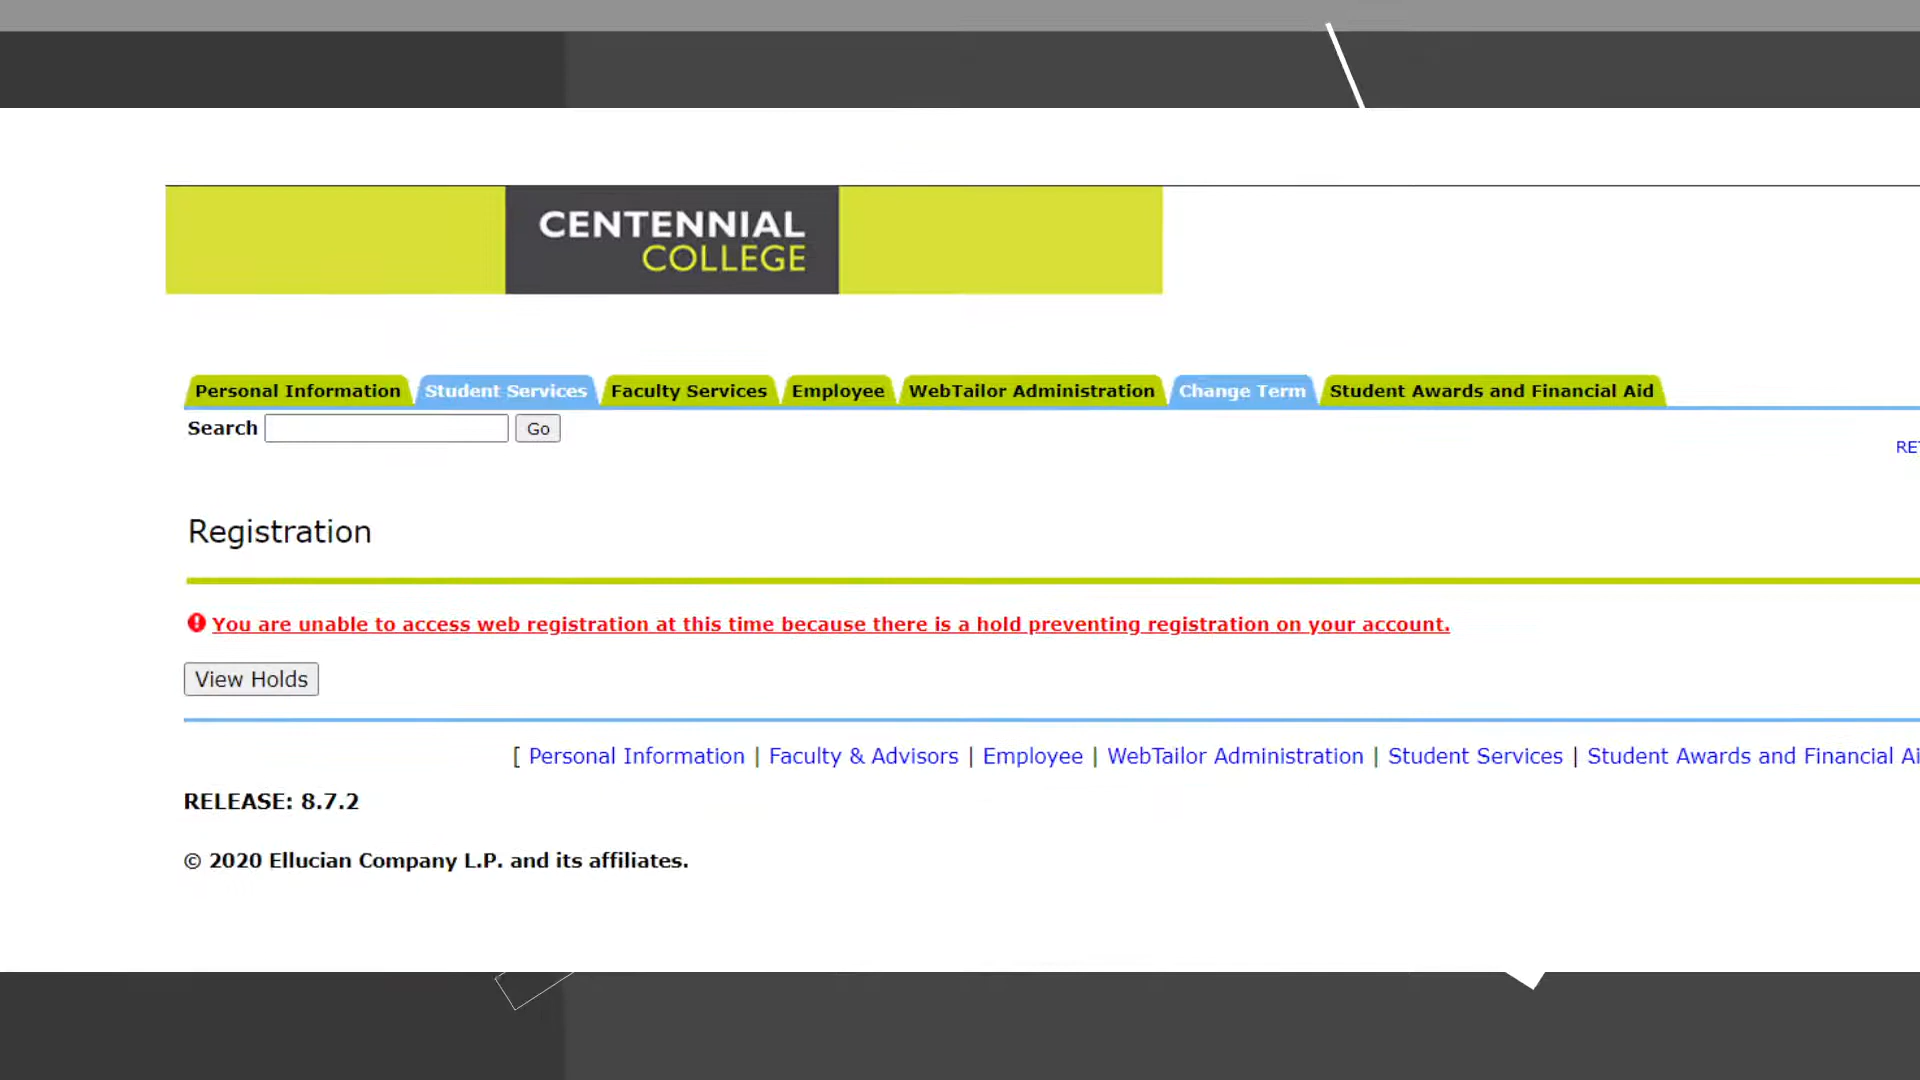 CENTENNIAL
COLLEGE
Personal Information Student Services Faculty Services Employee WebTailor Administration Change Term Student Awards and Financial Aid
Search Go
Registration
You are unable to access web registration at this time because there is a hold preventing registration on your account.
View Holds
[ Personal Information | Faculty & Advisors | Employee | WebTailor Administration | Student Services | Student Awards and Financial
RELEASE: 8.7.2
© 2020 Ellucian Company L.P. and its affiliates.